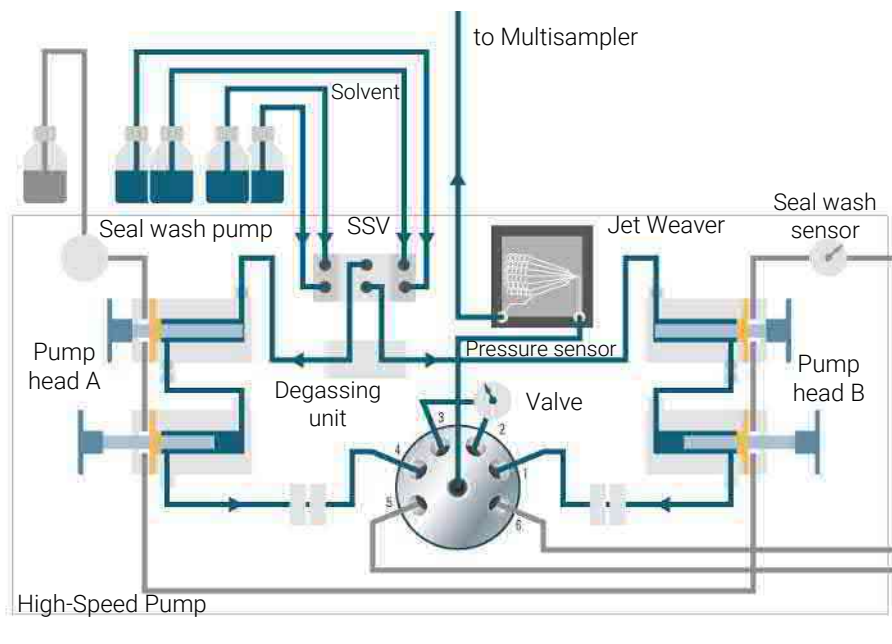 to Multisampler
Solvent
Seal wash
sensor
Seal wash pump
SSV
Jet Weaver
Pump
head A
Degassing
unit
Pressure sensor
Pump
head B
Valve
3
2
4
1
5
6
High-Speed Pump